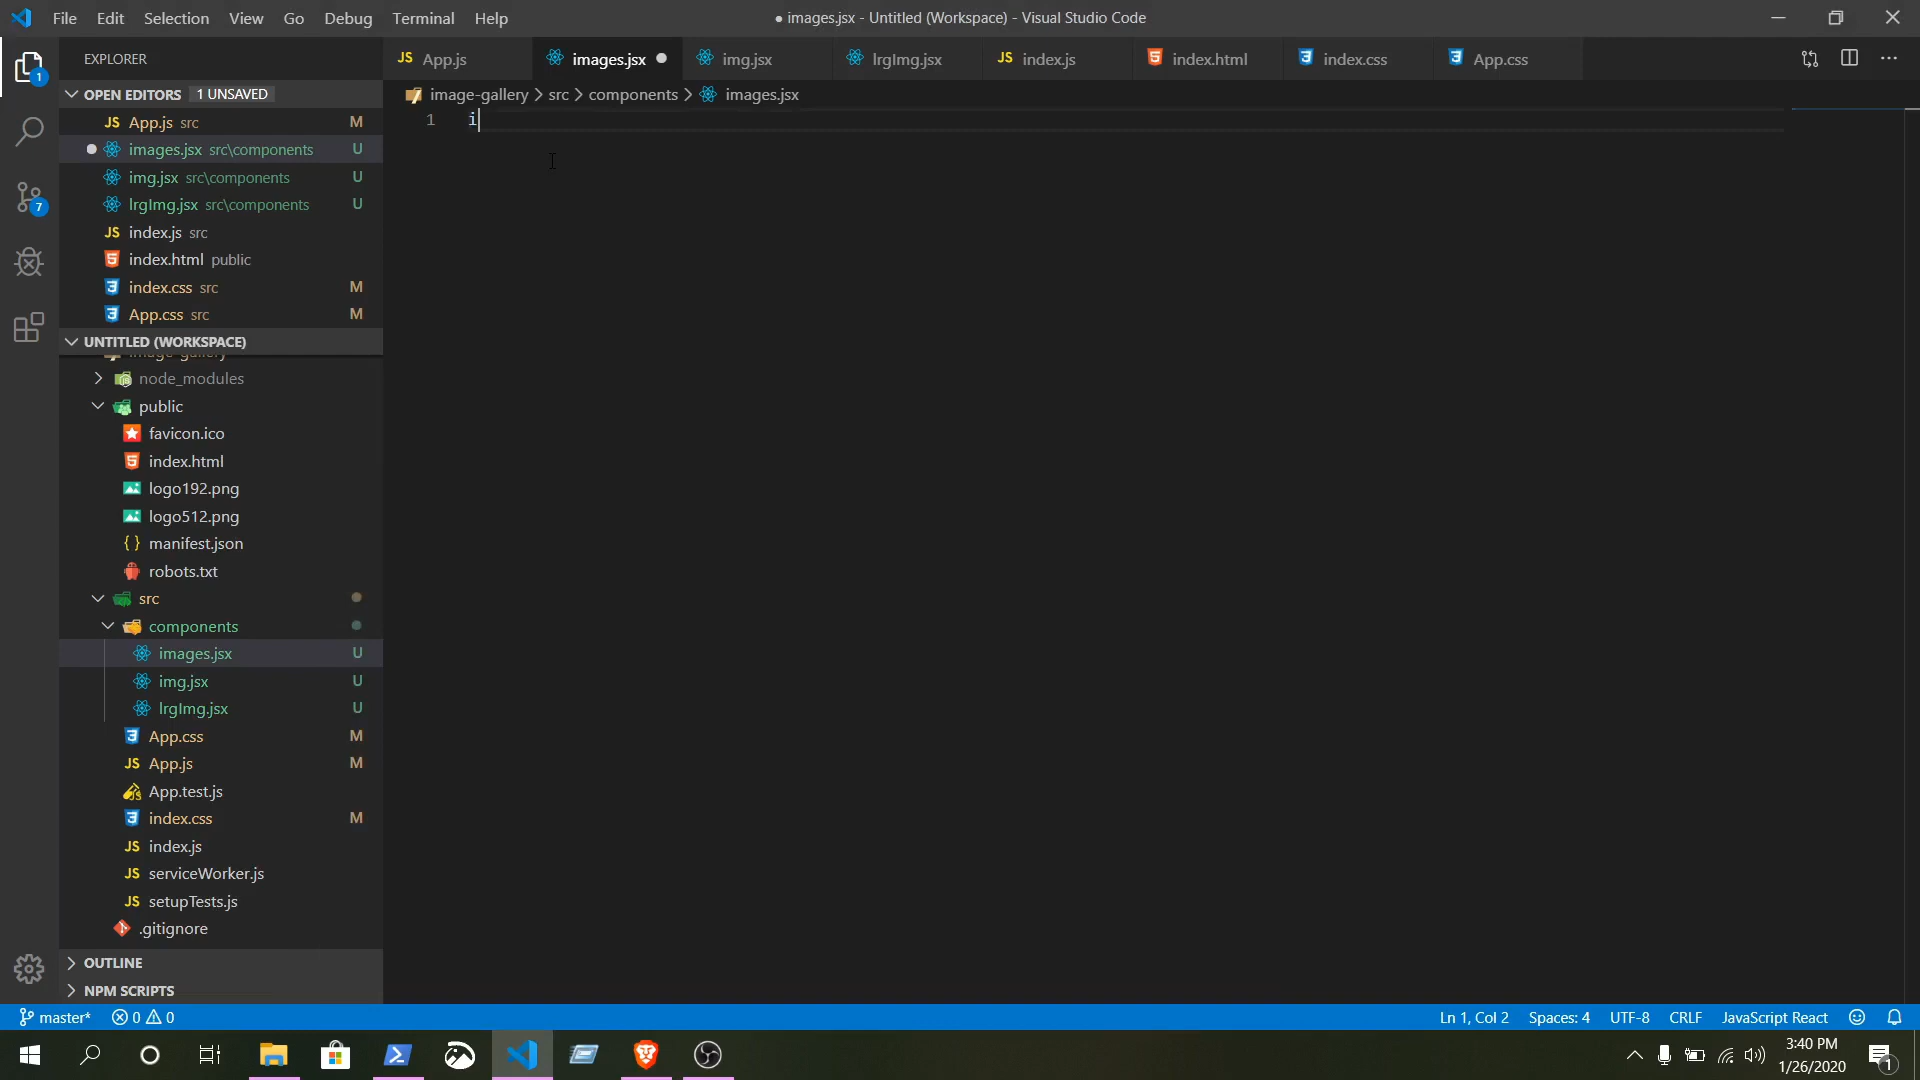 File Edit Selection View Go Debug Terminal Help
● images.jsx - Untitled (Workspace) - Visual Studio Code
EXPLORER
App.js
images.jsx
img.jsx
lrgImg.jsx
index.js
index.html
index.css
App.css
OPEN EDITORS 1 UNSAVED
image-gallery > src > components > images.jsx
1 i
JS App.js src M
images.jsx src\components U
img.jsx src\components U
lrgImg.jsx src\components U
JS index.js src
index.html public
index.css src M
App.css src M
UNTITLED (WORKSPACE)
image-gallery
node_modules
public
favicon.ico
index.html
logo192.png
logo512.png
manifest.json
robots.txt
src
components
images.jsx U
img.jsx U
lrgImg.jsx U
App.css M
JS App.js M
App.test.js
index.css M
JS index.js
JS serviceWorker.js
JS setupTests.js
.gitignore
OUTLINE
NPM SCRIPTS
1
7
master* 0 0
Ln 1, Col 2 Spaces: 4 UTF-8 CRLF JavaScript React
3:40 PM
1/26/2020
1